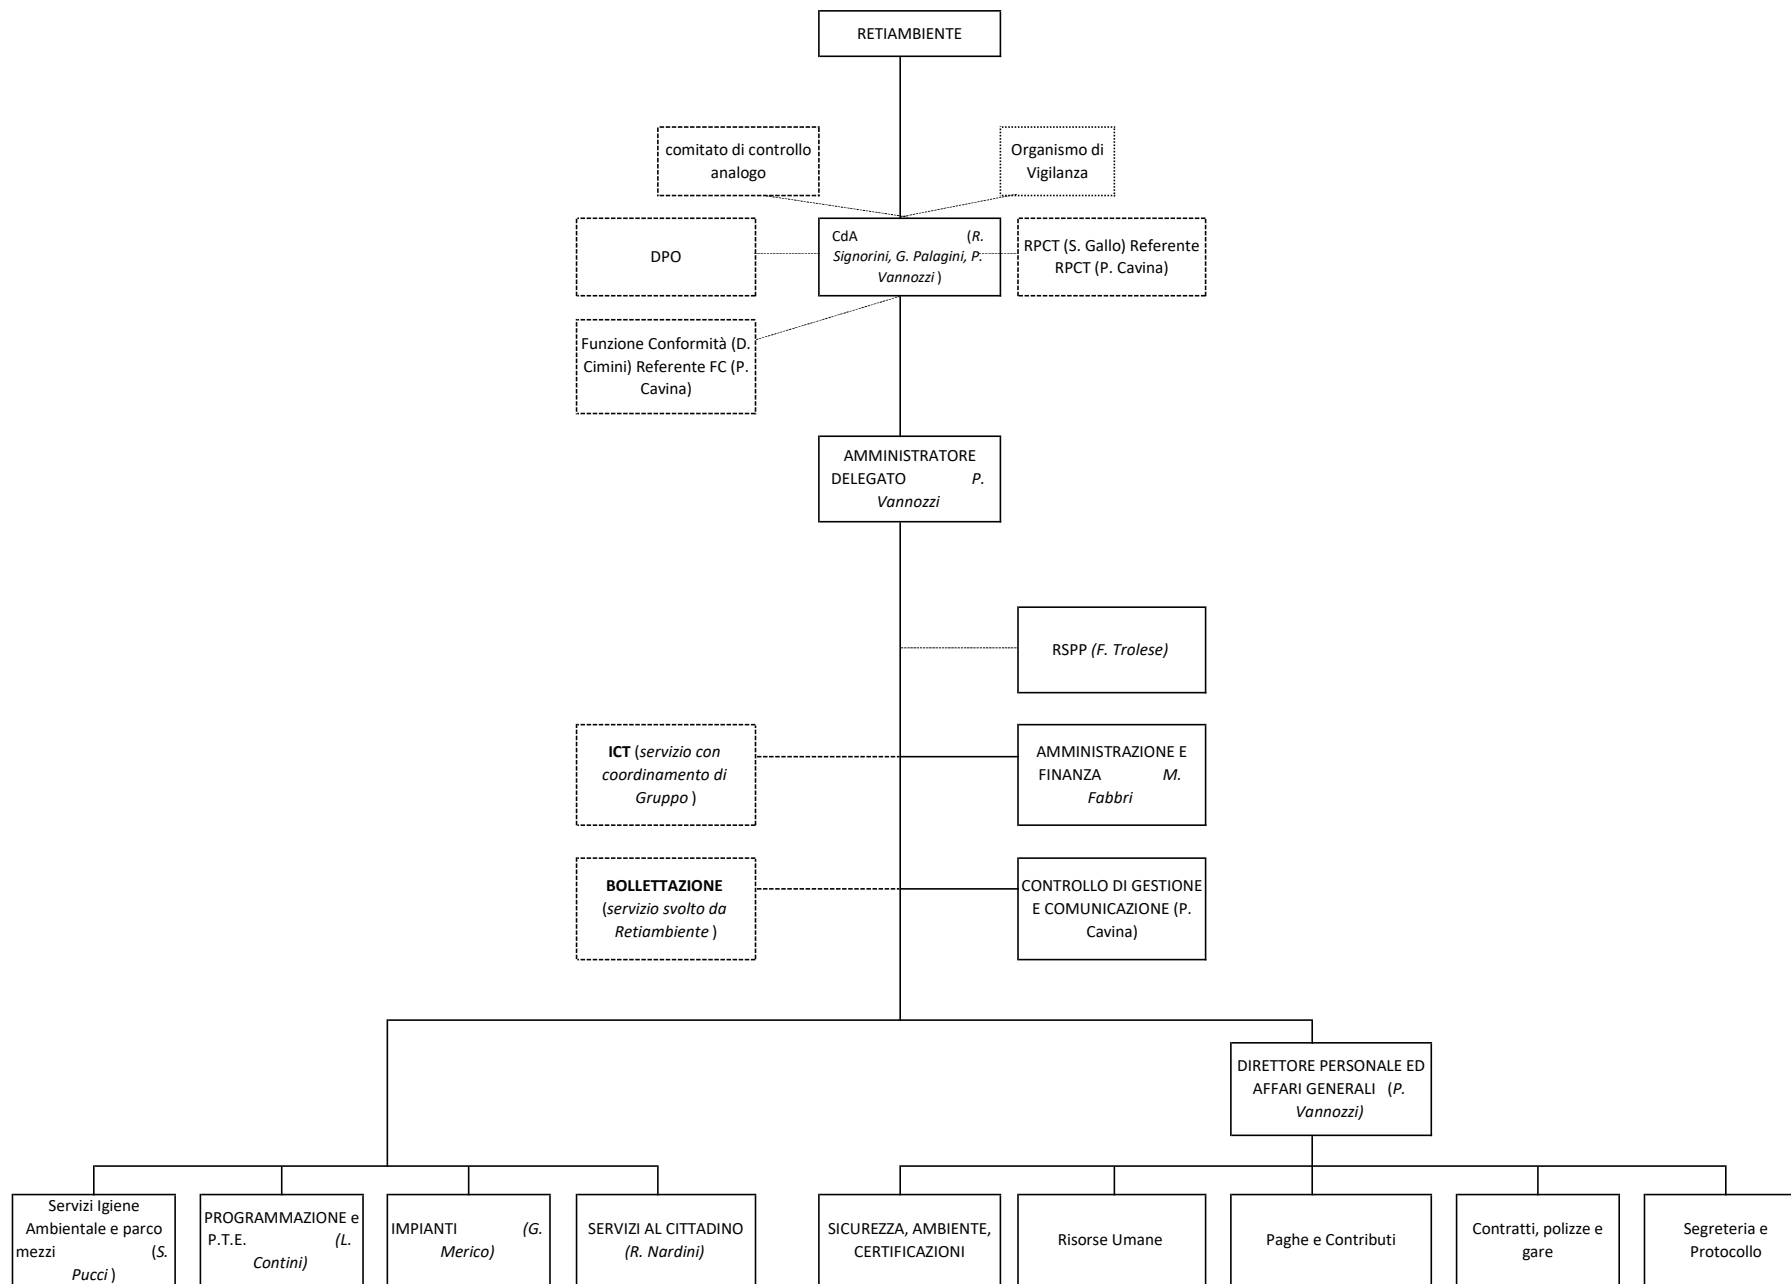 RETIAMBIENTE
comitato di controllo
analogo
Organismo di
Vigilanza
DPO
CdA (R.
Signorini, G. Palagini, P.
Vannozzi )
RPCT (S. Gallo) Referente
RPCT (P. Cavina)
Funzione Conformità (D.
Cimini) Referente FC (P.
Cavina)
AMMINISTRATORE
DELEGATO P.
Vannozzi
RSPP (F. Trolese)
ICT (servizio con
coordinamento di
Gruppo )
AMMINISTRAZIONE E
FINANZA M.
Fabbri
BOLLETTAZIONE
(servizio svolto da
Retiambiente )
CONTROLLO DI GESTIONE
E COMUNICAZIONE (P.
Cavina)
DIRETTORE PERSONALE ED
AFFARI GENERALI (P.
Vannozzi)
Servizi Igiene
Ambientale e parco
mezzi (S.
Pucci )
PROGRAMMAZIONE e
P.T.E. (L.
Contini)
IMPIANTI (G.
Merico)
SERVIZI AL CITTADINO
(R. Nardini)
SICUREZZA, AMBIENTE,
CERTIFICAZIONI
Risorse Umane
Paghe e Contributi
Contratti, polizze e
gare
Segreteria e
Protocollo